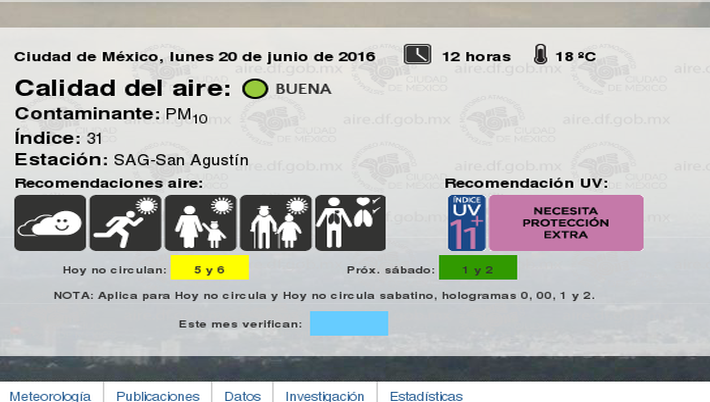 Ciudad de México, lunes 20 de junio de 2016 12 horas 18 ºC
Calidad del aire: BUENA
Contaminante: PM10
Índice: 31
Estación: SAG-San Agustín
Recomendaciones aire: Recomendación UV:
ÍNDICE
UV
11+
NECESITA
PROTECCIÓN
EXTRA
Hoy no circulan: 5 y 6 Próx. sábado: 1 y 2
NOTA: Aplica para Hoy no circula y Hoy no circula sabatino, hologramas 0, 00, 1 y 2.
Este mes verifican:
Meteorología Publicaciones Datos Investigación Estadísticas
aire.df.gob.mx
CIUDAD
DE MÉXICO